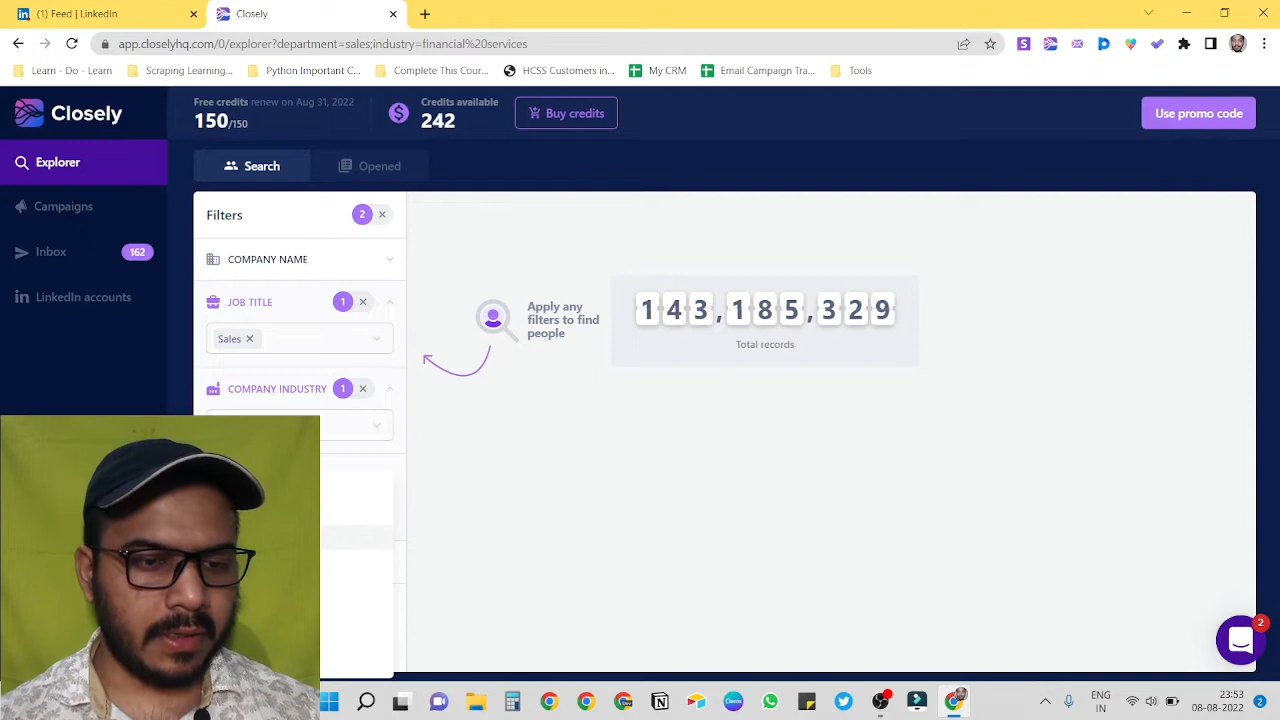 (1) Feed | LinkedIn
Closely
app.closelyhq.com/0/explorer?department=sales&industry=financial%20services
Learn - Do - Learn
Scraping Learning...
Python Important C...
Complete This Cour...
HCSS Customers in...
My CRM
Email Campaign Tra...
Tools
Closely
Free credits renew on Aug 31, 2022
150/150
Credits available
242
Buy credits
Use promo code
Explorer
Campaigns
Inbox
162
LinkedIn accounts
Search
Opened
Filters
2
COMPANY NAME
JOB TITLE
1
Sales
COMPANY INDUSTRY
1
Apply any
filters to find
people
143,185,329
Total records
2
ENG
IN
23:53
08-08-2022
2